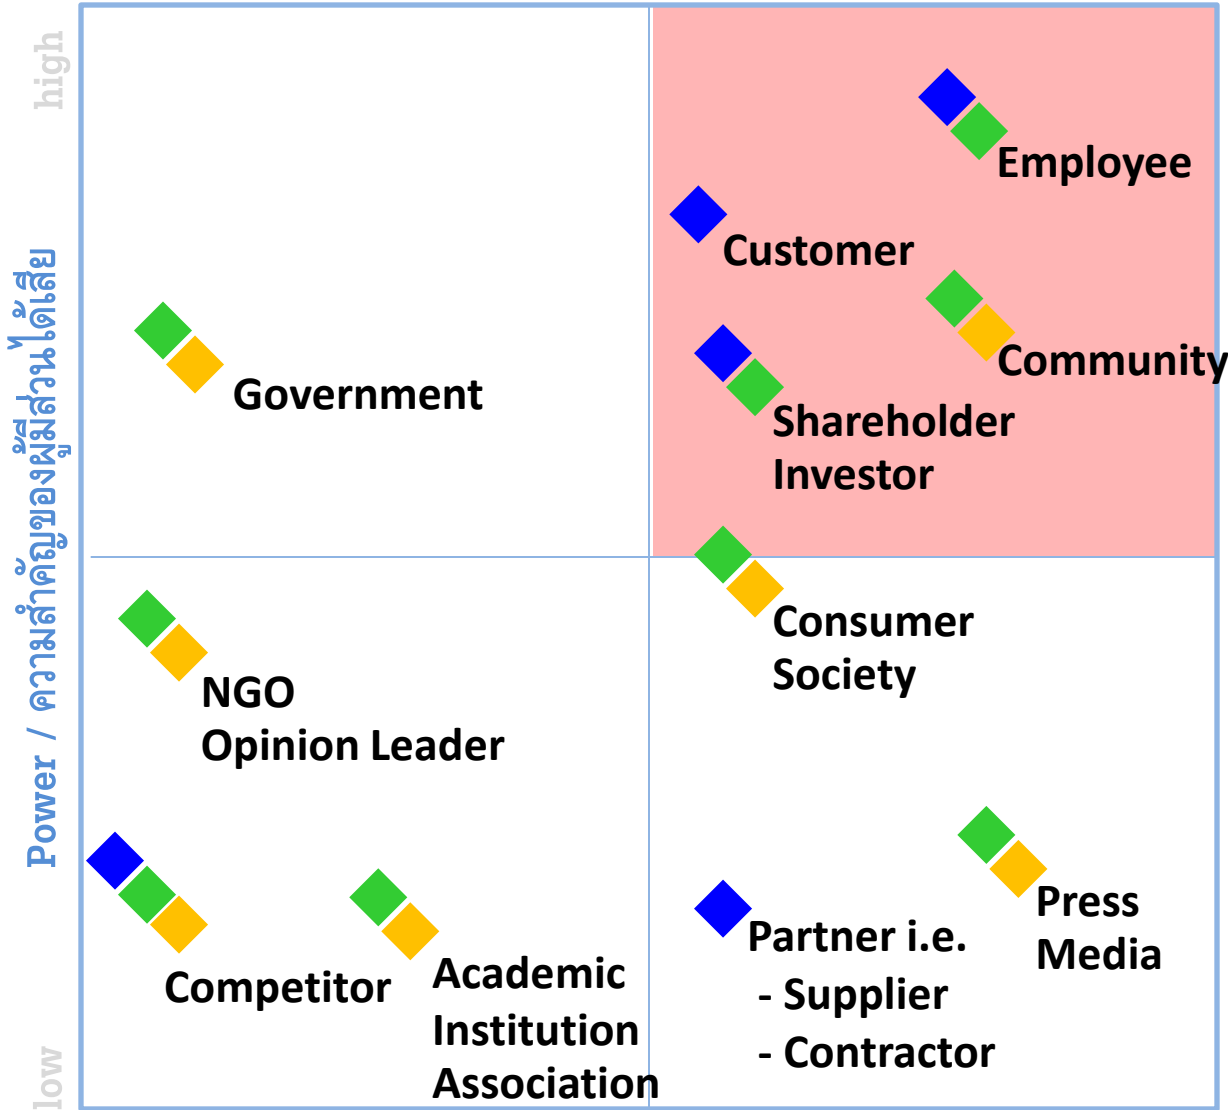 high
Employee
Customer
Community
Government
Shareholder
Investor
Power / ความสำคัญของผู้มีส่วนได้เสีย
Consumer
Society
NGO
Opinion Leader
Press
Media
Partner i.e.
- Supplier
- Contractor
Competitor
Academic
Institution
Association
low